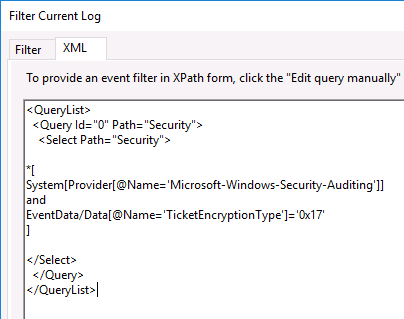 Filter Current Log
Filter XML
To provide an event filter in XPath form, click the "Edit query manually"
<QueryList>
<Query Id="0" Path="Security">
<Select Path="Security">
*[
System[Provider[@Name='Microsoft-Windows-Security-Auditing']]
and
EventData/Data[@Name='TicketEncryptionType']='0x17'
]
</Select>
</Query>
</QueryList>